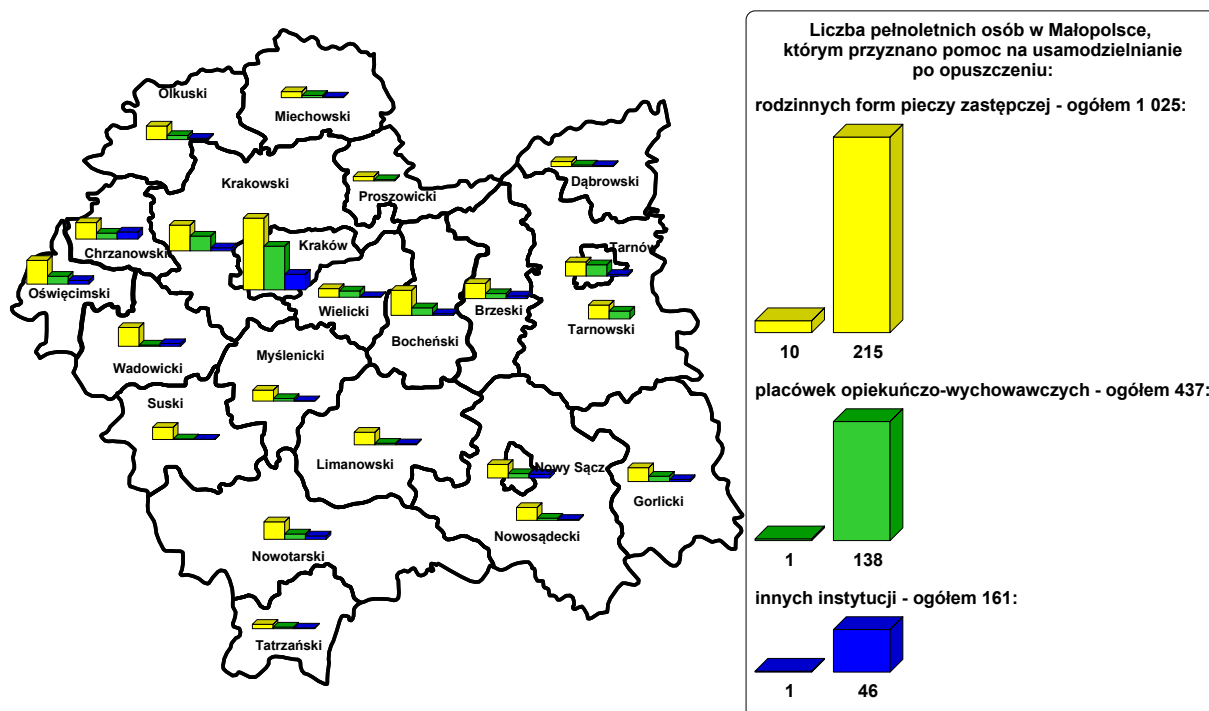 Olkuski
Miechowski
Krakowski
Proszowicki
Dąbrowski
Chrzanowski
Kraków
Tarnów
Oświęcimski
Wielicki
Brzeski
Tarnowski
Bocheński
Wadowicki
Myślenicki
Suski
Limanowski
Nowy Sącz
Gorlicki
Nowosądecki
Nowotarski
Tatrzański
Liczba pełnoletnich osób w Małopolsce,
którym przyznano pomoc na usamodzielnianie
po opuszczeniu:
rodzinnych form pieczy zastępczej - ogółem 1 025:
10 215
placówek opiekuńczo-wychowawczych - ogółem 437:
1 138
innych instytucji - ogółem 161:
1 46